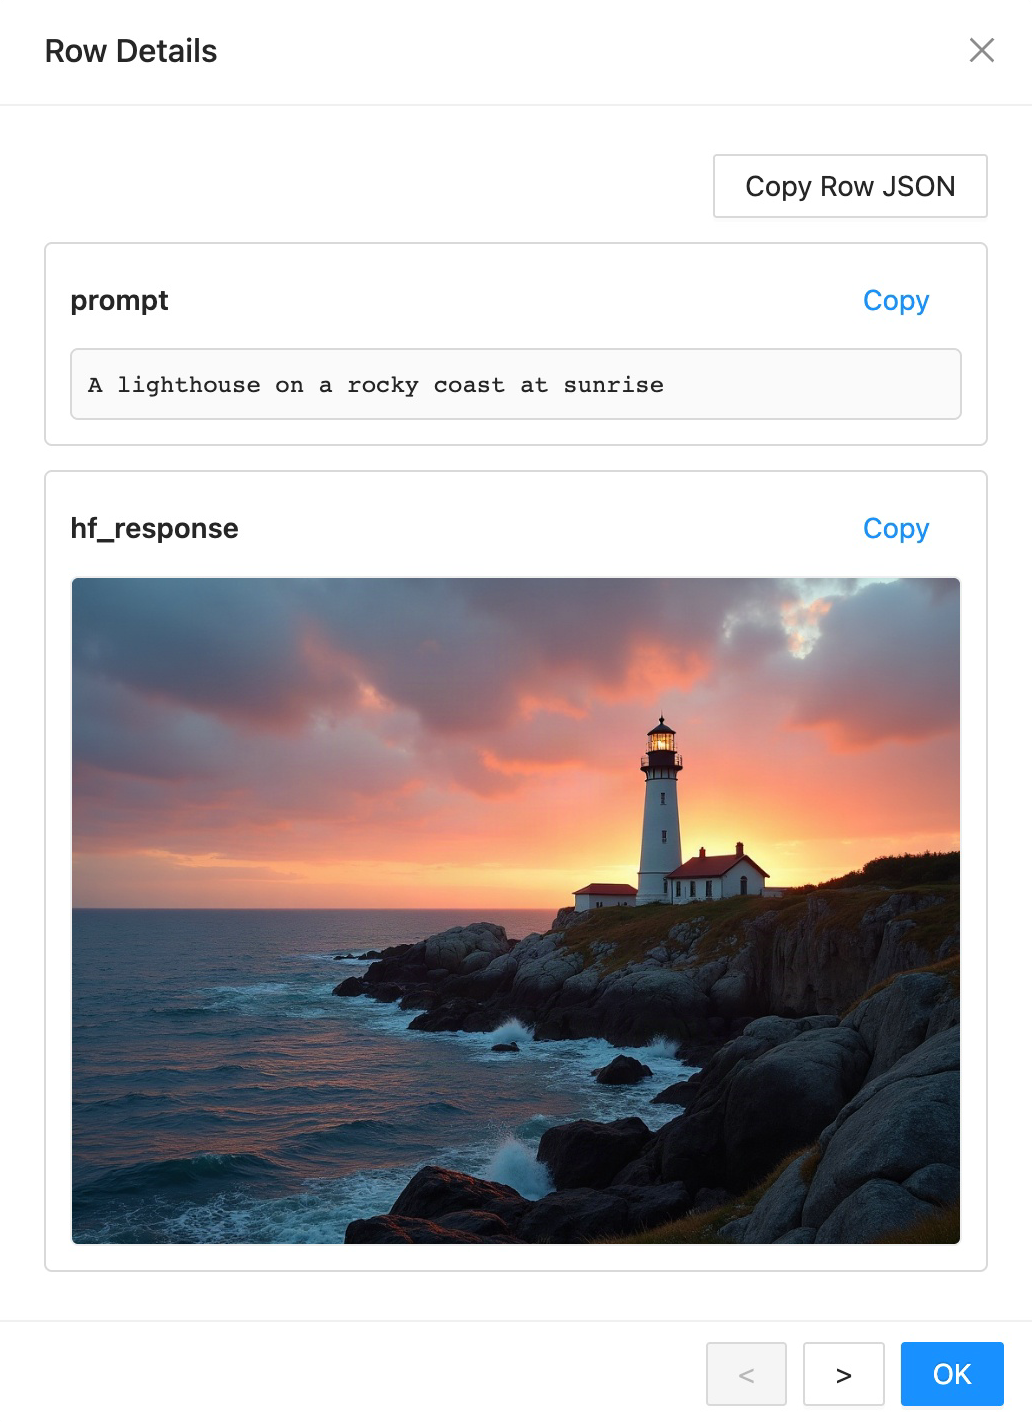 Row Details
Copy Row JSON
prompt
Copy
A lighthouse on a rocky coast at sunrise
hf_response
Copy
<
>
OK